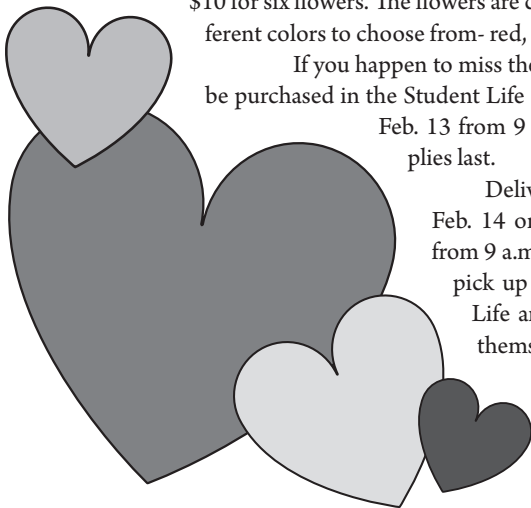 $10 for six flowers. The flowers are
ferent colors to choose from- red,
If you happen to miss the
be purchased in the Student Life
Feb. 13 from 9
plies last.
Deliv
Feb. 14 or
from 9 a.m
pick up
Life
thems